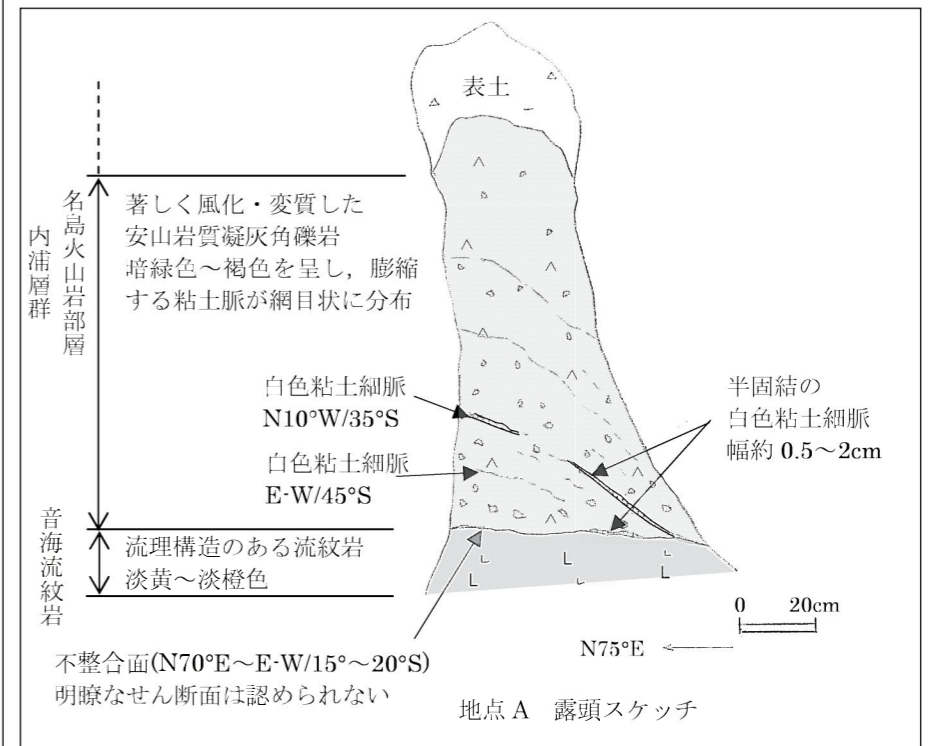 表土
内浦層群
名島火山岩部層
著しく風化・変質した
安山岩質凝灰角礫岩
暗緑色～褐色を呈し，膨縮
する粘土脈が網目状に分布
白色粘土細脈
N10°W/35°S
白色粘土細脈
E-W/45°S
半固結の
白色粘土細脈
幅約 0.5～2cm
音海流紋岩
流理構造のある流紋岩
淡黄～淡橙色
L L L
L L L
0 20cm
N75°E
不整合面(N70°E～E-W/15°～20°S)
明瞭なせん断面は認められない
地点 A 露頭スケッチ